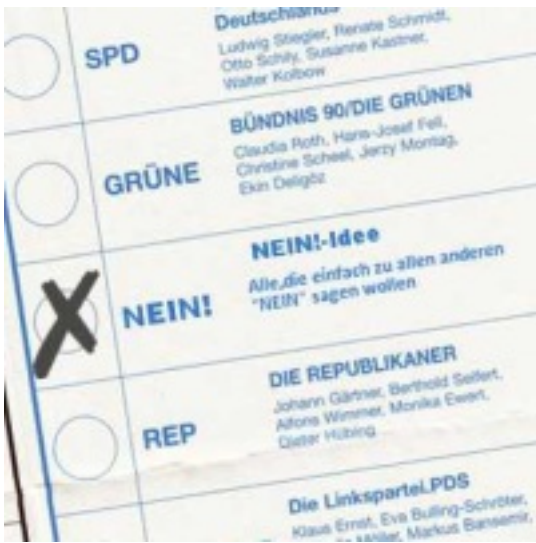 Deutschlands
SPD
Ludwig Stiegler, Renate Schmidt,
Otto Schily, Susanne Kastner,
Walter Kolbow
BÜNDNIS 90/DIE GRÜNEN
GRÜNE
Claudia Roth, Hans-Josef Fell,
Christine Scheel, Jerzy Montag,
Ekin Deligöz
NEIN!-Idee
NEIN!
Alle,die einfach zu allen anderen
"NEIN" sagen wollen
DIE REPUBLIKANER
REP
Johann Gärtner, Berthold Seifert,
Alfons Wimmer, Monika Ewert,
Dieter Hübing
Die Linkspartei.PDS
Klaus Ernst, Eva Bulling-Schröter,
Möller, Markus Bansemir,